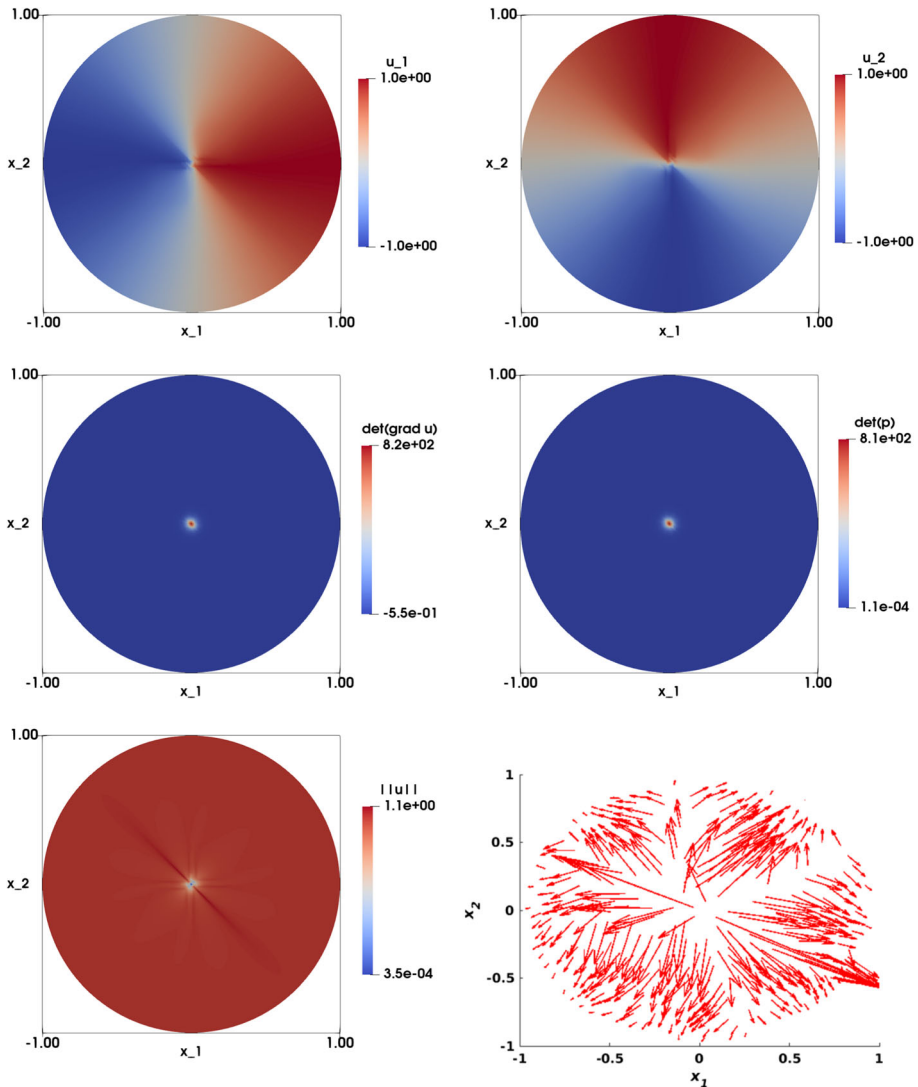 1.00
u_1
1.0e+00
x_2
-1.0e+00
-1.00
1.00
x_1
1.00
u_2
1.0e+00
x_2
-1.0e+00
-1.00
1.00
x_1
1.00
det(grad u)
8.2e+02
x_2
-5.5e-01
-1.00
1.00
x_1
1.00
det(p)
8.1e+02
x_2
1.1e-04
-1.00
1.00
x_1
1.00
||u||
1.1e+00
x_2
3.5e-04
-1.00
1.00
x_1
1
0.5
0
-0.5
-1
x2
-1
-0.5
0
0.5
1
x1